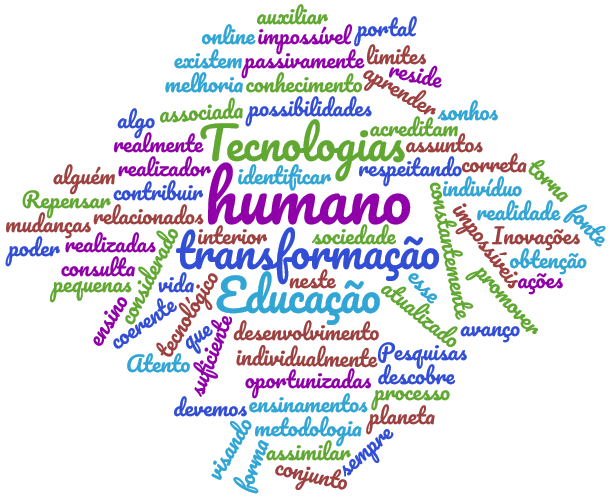 auxiliar
online impossível portal
existem passivamente limites
melhoria conhecimento aprender reside
algo associada possibilidades sonhos
realmente Tecnologias acreditam assuntos
alguém realizador identificar respeitando correta torna
Repensar contribuir humano constantemente indivíduo
mudanças relacionados impossíveis realidade fonte
poder realizadas considerado interior sociedade Inovações
consulta transformação obtenção
pequenas vida tecnológico Educação neste esse promover ações
ensino coerente que atualizado avanço
suficiente desenvolvimento
Atento individualmente Pesquisas
oportunizadas descobre
devemos ensinamentos processo
visando metodologia planeta
forma assimilar sempre
conjunto